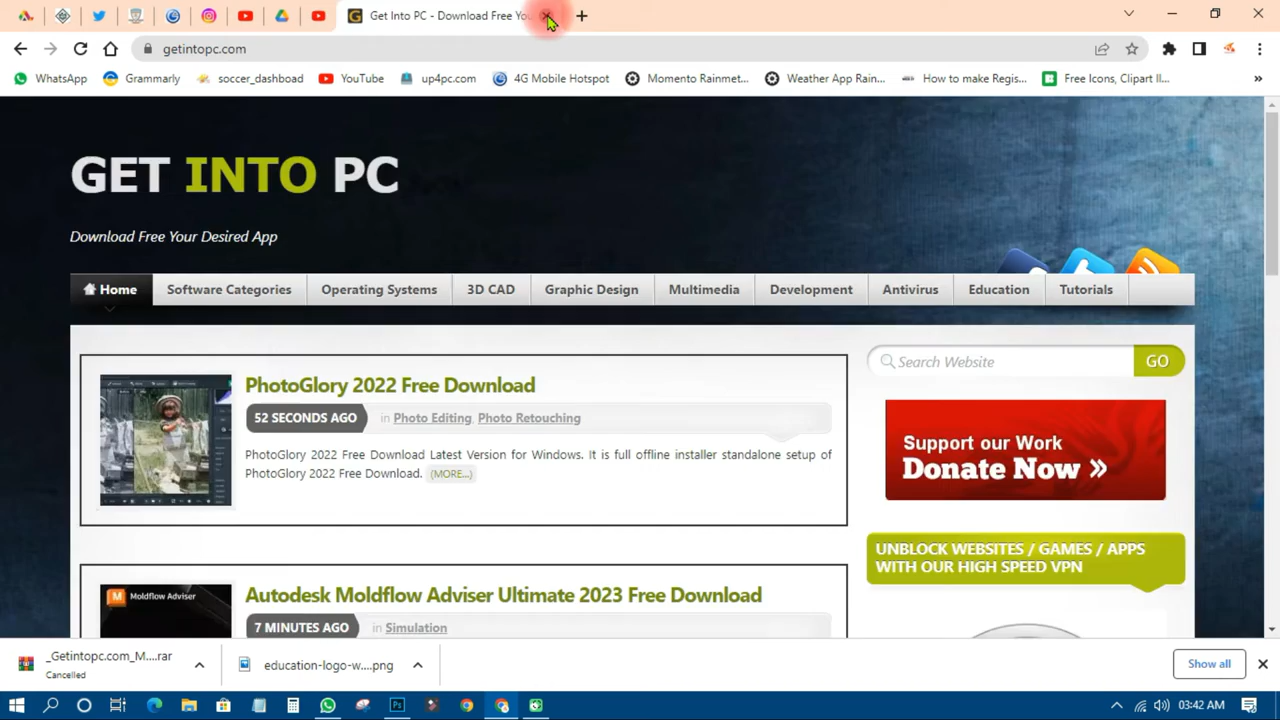 Get Into PC - Download Free You
getintopc.com
WhatsApp
Grammarly
soccer_dashboad
YouTube
up4pc.com
4G Mobile Hotspot
Momento Rainmet...
Weather App Rain...
How to make Regis...
Free Icons, Clipart Il...
»
GET INTO PC
Download Free Your Desired App
Home
Software Categories
Operating Systems
3D CAD
Graphic Design
Multimedia
Development
Antivirus
Education
Tutorials
PhotoGlory 2022 Free Download
52 SECONDS AGO
in Photo Editing, Photo Retouching
PhotoGlory 2022 Free Download Latest Version for Windows. It is full offline installer standalone setup of
PhotoGlory 2022 Free Download. (MORE...)
Search Website
GO
Support our Work
Donate Now »
UNBLOCK WEBSITES / GAMES / APPS
WITH OUR HIGH SPEED VPN
Moldflow Adviser
Autodesk Moldflow Adviser Ultimate 2023 Free Download
7 MINUTES AGO
in Simulation
_Getintopc.com_M....rar
Cancelled
education-logo-w....png
Show all
Ps
03:42 AM